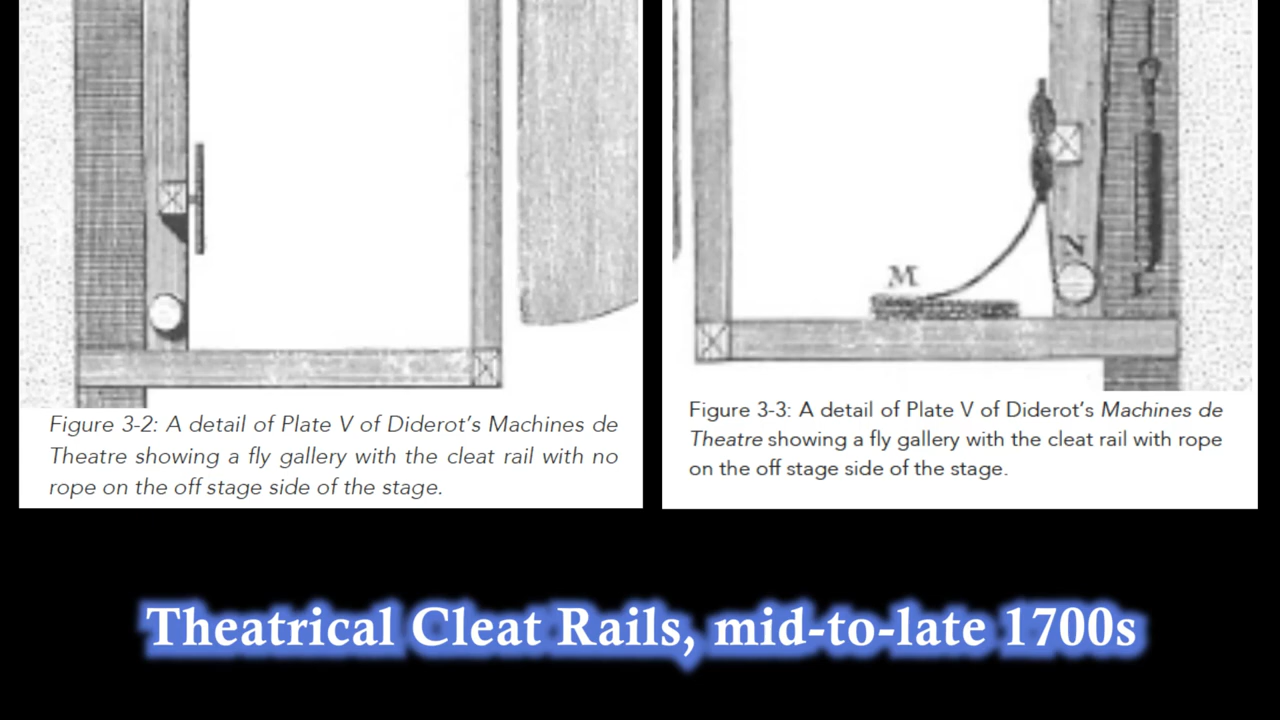 M
N
L
Figure 3-2: A detail of Plate V of Diderot's Machines de
Theatre showing a fly gallery with the cleat rail with no
rope on the off stage side of the stage.
Figure 3-3: A detail of Plate V of Diderot's Machines de
Theatre showing a fly gallery with the cleat rail with rope
on the off stage side of the stage.
Theatrical Cleat Rails, mid-to-late 1700s